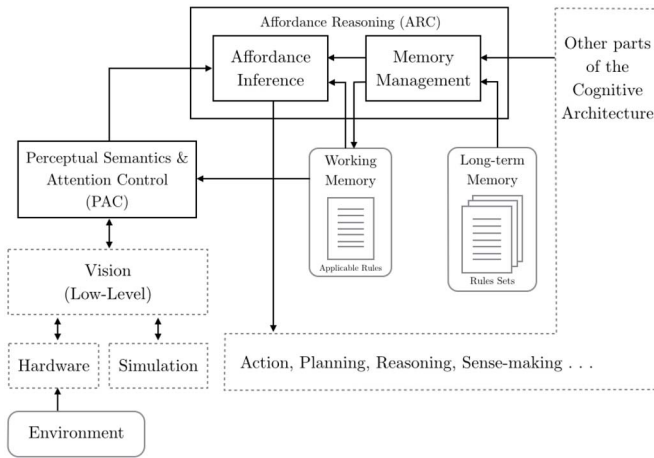 Affordance Reasoning (ARC)
Affordance
Inference
Memory
Management
Other parts
of the
Cognitive
Architecture
Perceptual Semantics &
Attention Control
(PAC)
Working
Memory
Applicable Rules
Long-term
Memory
Rules Sets
Vision
(Low-Level)
Hardware
Simulation
Action, Planning, Reasoning, Sense-making . . .
Environment